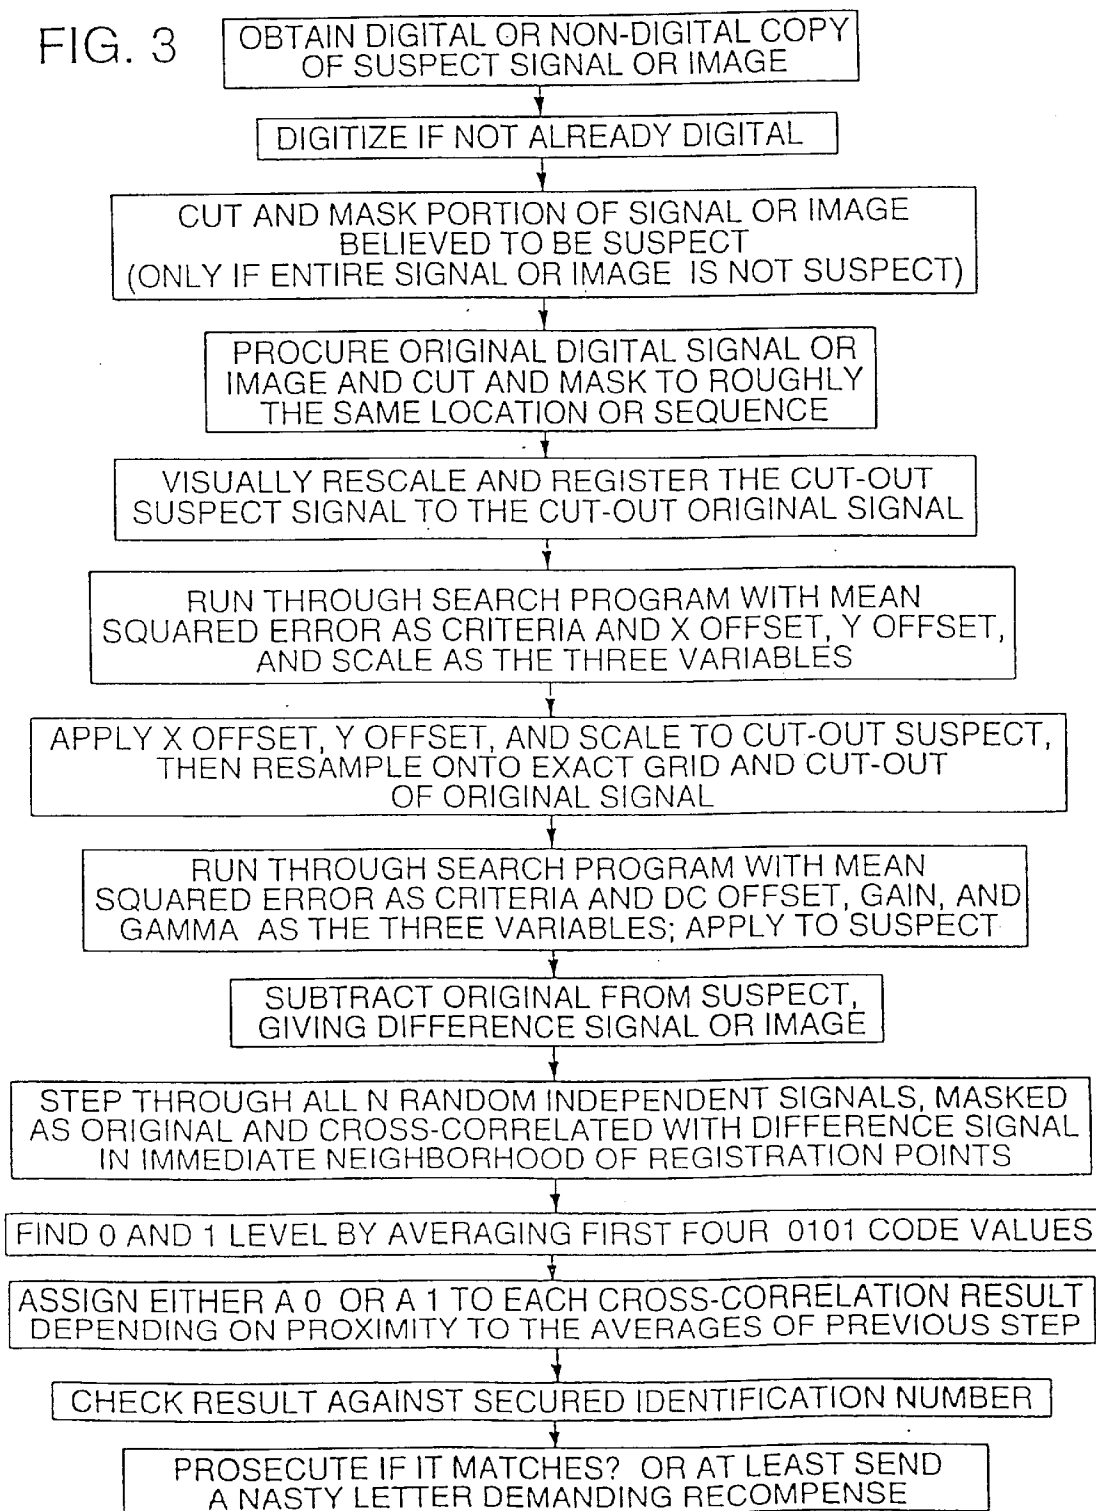 FIG. 3
OBTAIN DIGITAL OR NON-DIGITAL COPY
OF SUSPECT SIGNAL OR IMAGE
DIGITIZE IF NOT ALREADY DIGITAL
CUT AND MASK PORTION OF SIGNAL OR IMAGE
BELIEVED TO BE SUSPECT
(ONLY IF ENTIRE SIGNAL OR IMAGE IS NOT SUSPECT)
PROCURE ORIGINAL DIGITAL SIGNAL OR
IMAGE AND CUT AND MASK TO ROUGHLY
THE SAME LOCATION OR SEQUENCE
VISUALLY RESCALE AND REGISTER THE CUT-OUT
SUSPECT SIGNAL TO THE CUT-OUT ORIGINAL SIGNAL
RUN THROUGH SEARCH PROGRAM WITH MEAN
SQUARED ERROR AS CRITERIA AND X OFFSET, Y OFFSET,
AND SCALE AS THE THREE VARIABLES
APPLY X OFFSET, Y OFFSET, AND SCALE TO CUT-OUT SUSPECT,
THEN RESAMPLE ONTO EXACT GRID AND CUT-OUT
OF ORIGINAL SIGNAL
RUN THROUGH SEARCH PROGRAM WITH MEAN
SQUARED ERROR AS CRITERIA AND DC OFFSET, GAIN, AND
GAMMA AS THE THREE VARIABLES; APPLY TO SUSPECT
SUBTRACT ORIGINAL FROM SUSPECT,
GIVING DIFFERENCE SIGNAL OR IMAGE
STEP THROUGH ALL N RANDOM INDEPENDENT SIGNALS, MASKED
AS ORIGINAL AND CROSS-CORRELATED WITH DIFFERENCE SIGNAL
IN IMMEDIATE NEIGHBORHOOD OF REGISTRATION POINTS
FIND 0 AND 1 LEVEL BY AVERAGING FIRST FOUR 0101 CODE VALUES
ASSIGN EITHER A 0 OR A 1 TO EACH CROSS-CORRELATION RESULT
DEPENDING ON PROXIMITY TO THE AVERAGES OF PREVIOUS STEP
CHECK RESULT AGAINST SECURED IDENTIFICATION NUMBER
PROSECUTE IF IT MATCHES? OR AT LEAST SEND
A NASTY LETTER DEMANDING RECOMPENSE